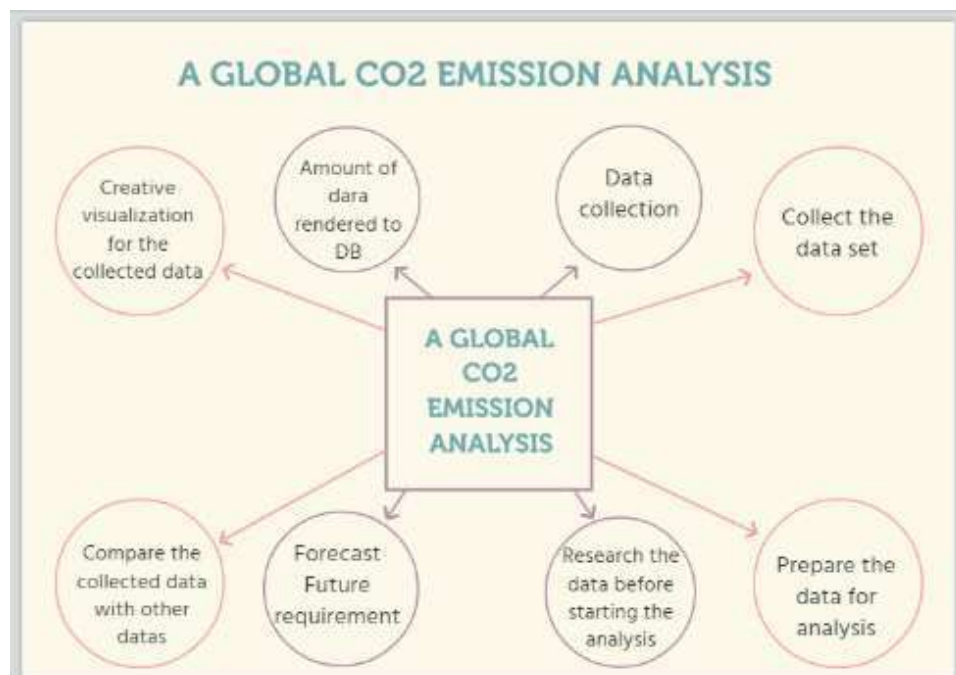 A GLOBAL CO2 EMISSION ANALYSIS
Creative
visualization
for the
collected data
Amount of
dara
rendered to
DB
Data
collection
Collect the
data set
A GLOBAL
CO2
EMISSION
ANALYSIS
Compare the
collected data
with other
datas
Forecast
Future
requirement
Research the
data before
starting the
analysis
Prepare the
data for
analysis